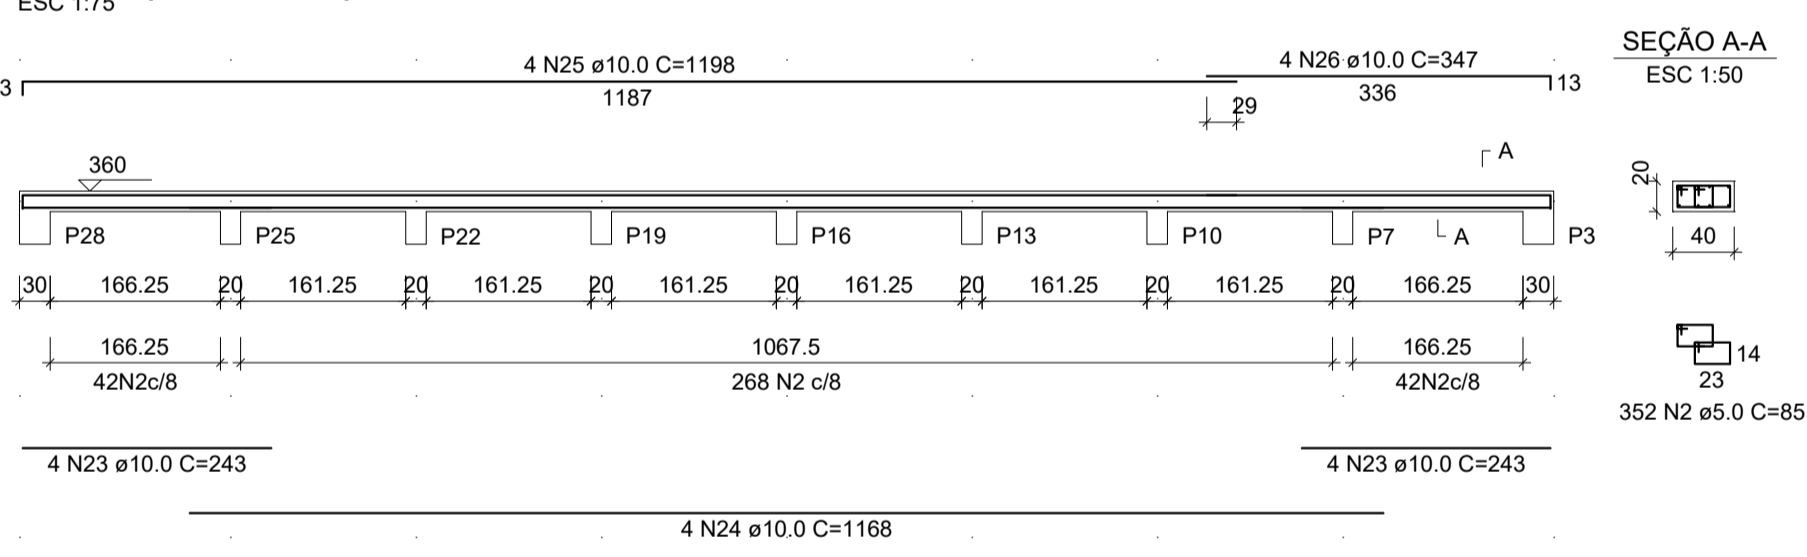 ESC 1:75
4 N25 ø10.0 C=1198
1187
4 N26 ø10.0 C=347
336
3
13
29
SEÇÃO A-A
ESC 1:50
360
A
20
40
P28 P25 P22 P19 P16 P13 P10 P7 A P3
30 166.25 20 161.25 20 161.25 20 161.25 20 161.25 20 161.25 20 161.25 20 166.25 30
166.25 1067.5 166.25
42N2c/8 268 N2 c/8 42N2c/8
14
23
352 N2 ø5.0 C=85
4 N23 ø10.0 C=243 4 N23 ø10.0 C=243
4 N24 ø10.0 C=1168